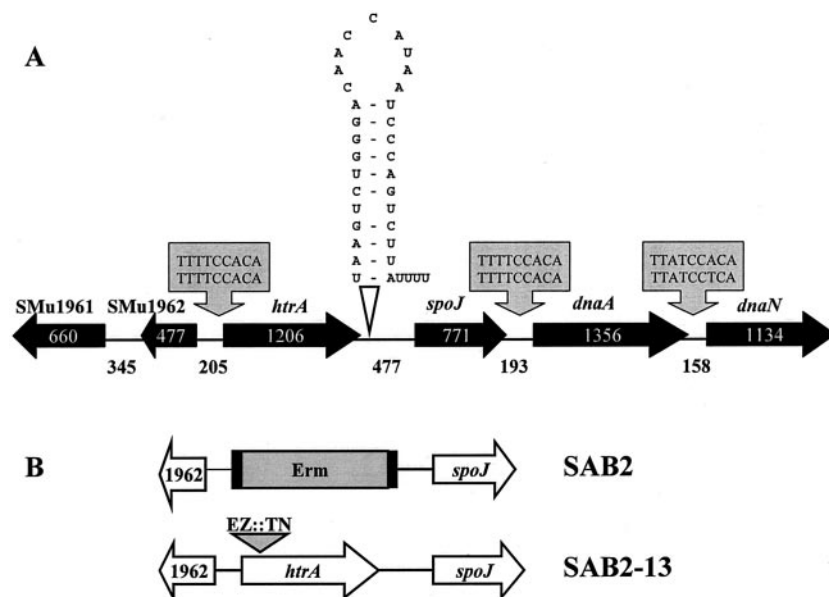 A
C
C A
A U
A A
C A
A - U
G - C
G - C
G - C
U - A
C - G
U U
G - C
A - U
A - U
U - AUUUU
TTTTCCACA
TTTTCCACA
TTTTCCACA
TTTTCCACA
TTATCCACA
TTATCCTCA
SMu1961 SMu1962 htrA spoJ dnaA dnaN
660 477 1206 771 1356 1134
345 205 477 193 158
B
1962 Erm spoJ SAB2
EZ::TN
1962 htrA spoJ SAB2-13